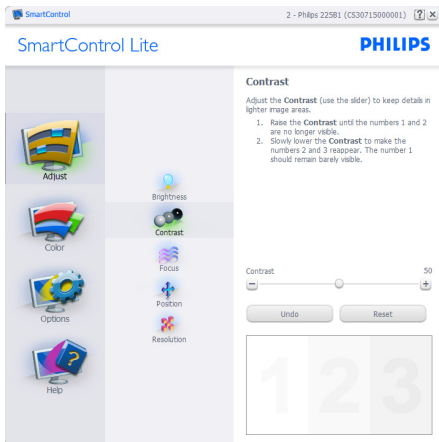 SmartControl
2 - Philips 225B1 (CS30715000001)
SmartControl Lite
PHILIPS
Adjust
Color
Options
Help
Brightness
Contrast
Focus
Position
Resolution
Contrast
Adjust the Contrast (use the slider) to keep details in
lighter image areas.
1. Raise the Contrast until the numbers 1 and 2
are no longer visible.
2. Slowly lower the Contrast to make the
numbers 2 and 3 reappear. The number 1
should remain barely visible.
Contrast 50
Undo Reset
1 2 3